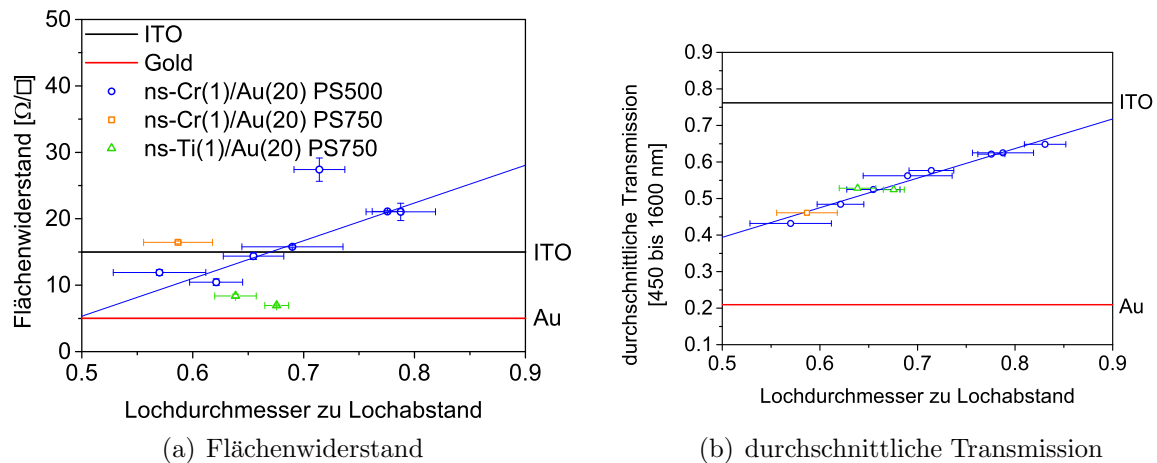 50
40
30
20
10
0
Flächenwiderstand [Ω/□]
ITO
Gold
ns-Cr(1)/Au(20) PS500
ns-Cr(1)/Au(20) PS750
ns-Ti(1)/Au(20) PS750
ITO
Au
0.5 0.6 0.7 0.8 0.9
Lochdurchmesser zu Lochabstand
(a) Flächenwiderstand
0.9
0.8
0.7
0.6
0.5
0.4
0.3
0.2
0.1
durchschnittliche Transmission
[450 bis 1600 nm]
ITO
Au
0.5 0.6 0.7 0.8 0.9
Lochdurchmesser zu Lochabstand
(b) durchschnittliche Transmission